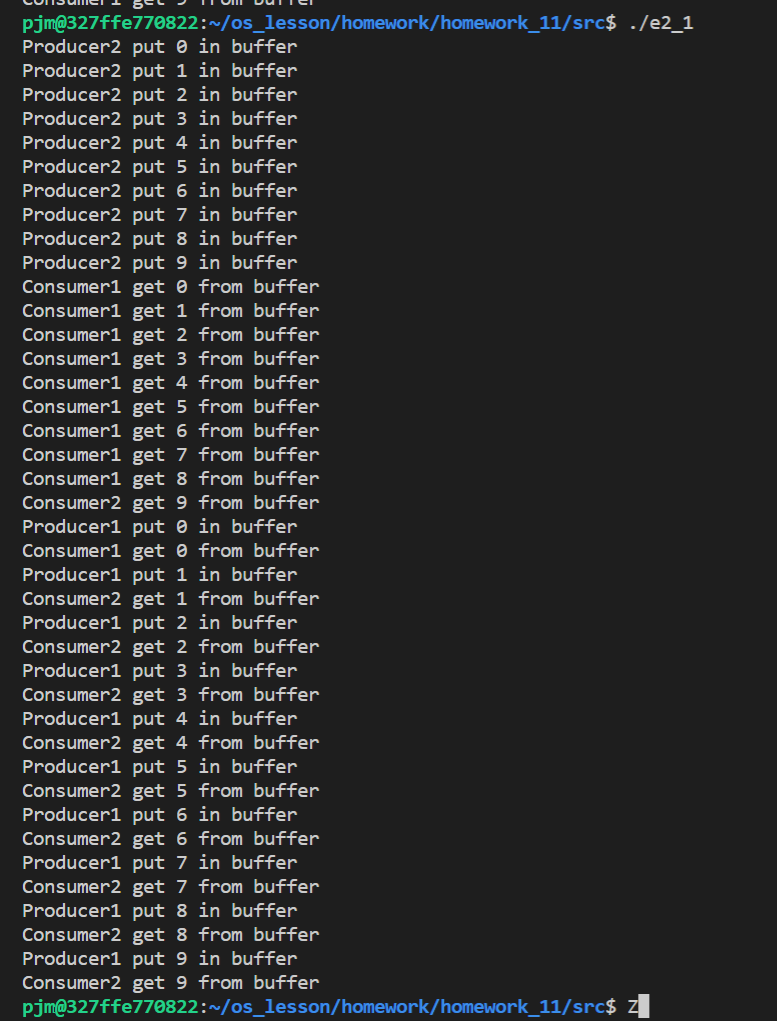 Consumer1 get 9 from buffer
pjm@327ffe770822:~/os_lesson/homework/homework_11/src$ ./e2_1
Producer2 put 0 in buffer
Producer2 put 1 in buffer
Producer2 put 2 in buffer
Producer2 put 3 in buffer
Producer2 put 4 in buffer
Producer2 put 5 in buffer
Producer2 put 6 in buffer
Producer2 put 7 in buffer
Producer2 put 8 in buffer
Producer2 put 9 in buffer
Consumer1 get 0 from buffer
Consumer1 get 1 from buffer
Consumer1 get 2 from buffer
Consumer1 get 3 from buffer
Consumer1 get 4 from buffer
Consumer1 get 5 from buffer
Consumer1 get 6 from buffer
Consumer1 get 7 from buffer
Consumer1 get 8 from buffer
Consumer2 get 9 from buffer
Producer1 put 0 in buffer
Consumer1 get 0 from buffer
Producer1 put 1 in buffer
Consumer2 get 1 from buffer
Producer1 put 2 in buffer
Consumer2 get 2 from buffer
Producer1 put 3 in buffer
Consumer2 get 3 from buffer
Producer1 put 4 in buffer
Consumer2 get 4 from buffer
Producer1 put 5 in buffer
Consumer2 get 5 from buffer
Producer1 put 6 in buffer
Consumer2 get 6 from buffer
Producer1 put 7 in buffer
Consumer2 get 7 from buffer
Producer1 put 8 in buffer
Consumer2 get 8 from buffer
Producer1 put 9 in buffer
Consumer2 get 9 from buffer
pjm@327ffe770822:~/os_lesson/homework/homework_11/src$ Z